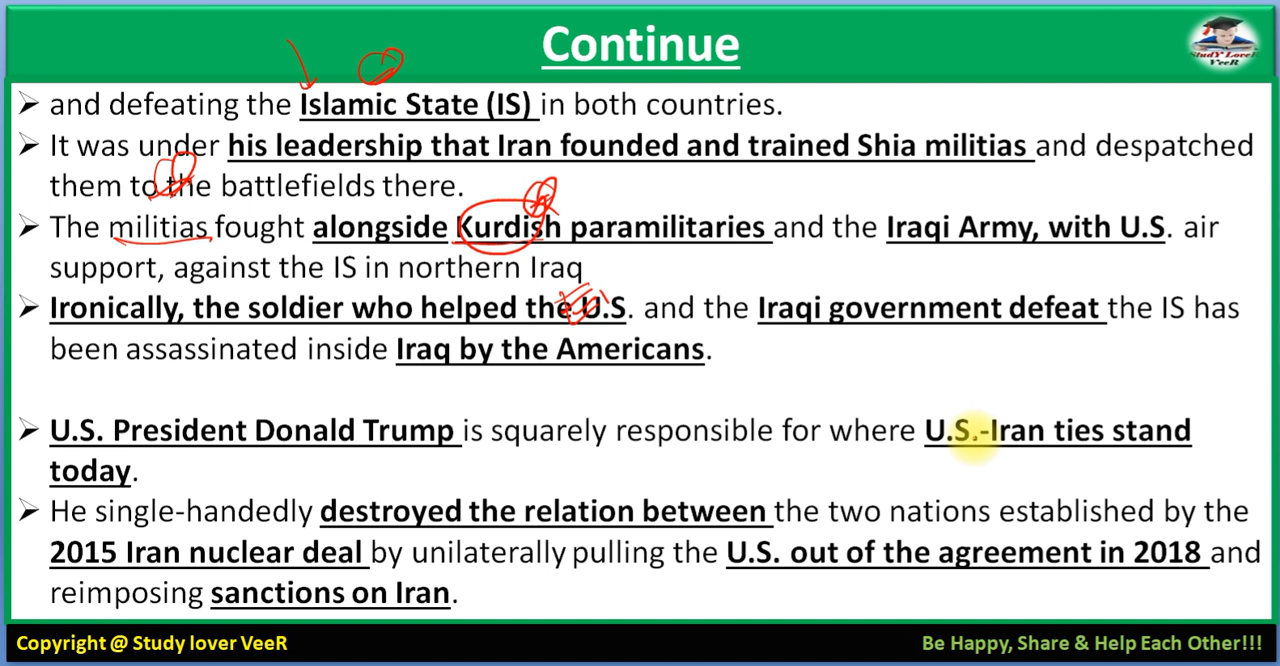 Continue
StudY LoveR
VeeR
➢ and defeating the Islamic State (IS) in both countries.
➢ It was under his leadership that Iran founded and trained Shia militias and despatched
them to the battlefields there.
➢ The militias fought alongside Kurdish paramilitaries and the Iraqi Army, with U.S. air
support, against the IS in northern Iraq
➢ Ironically, the soldier who helped the U.S. and the Iraqi government defeat the IS has
been assassinated inside Iraq by the Americans.
➢ U.S. President Donald Trump is squarely responsible for where U.S.-Iran ties stand
today.
➢ He single-handedly destroyed the relation between the two nations established by the
2015 Iran nuclear deal by unilaterally pulling the U.S. out of the agreement in 2018 and
reimposing sanctions on Iran.
Copyright @ Study lover VeeR
Be Happy, Share & Help Each Other!!!